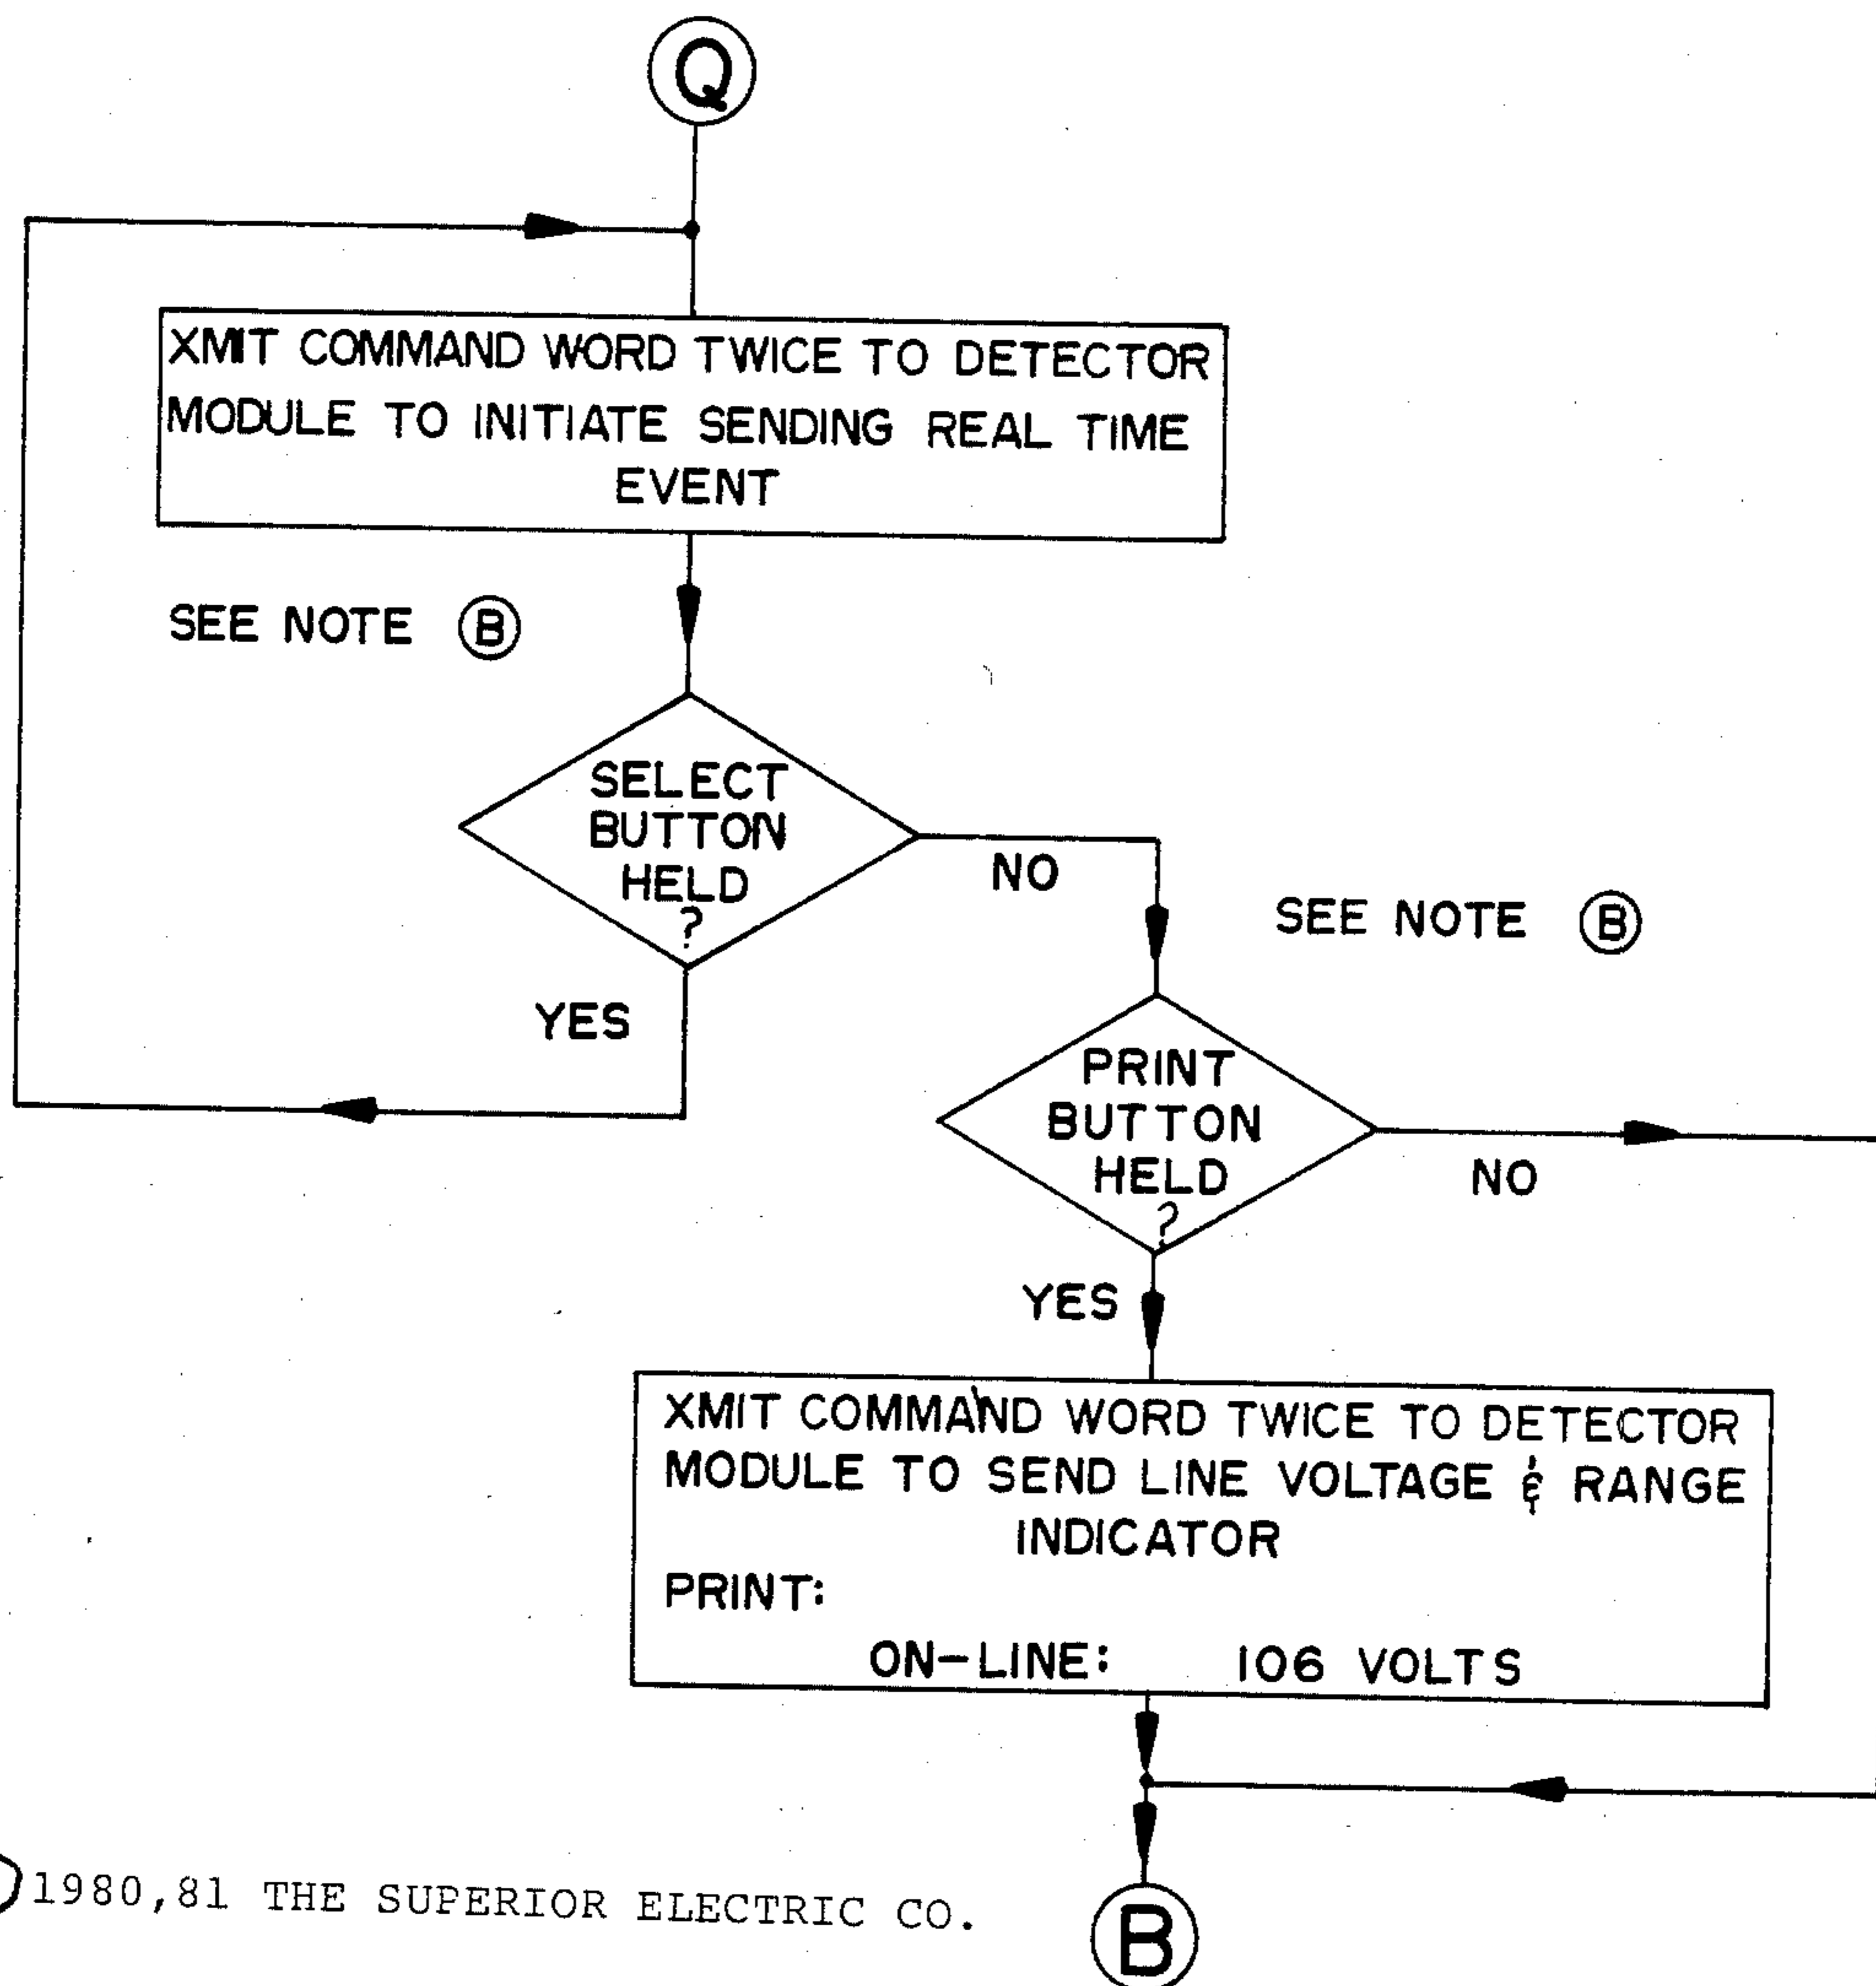 Q
XMIT COMMAND WORD TWICE TO DETECTOR
MODULE TO INITIATE SENDING REAL TIME
EVENT
SEE NOTE B
SELECT
BUTTON
HELD
?
NO
YES
SEE NOTE B
PRINT
BUTTON
HELD
?
NO
YES
XMIT COMMAND WORD TWICE TO DETECTOR
MODULE TO SEND LINE VOLTAGE & RANGE
INDICATOR
PRINT:
ON-LINE: 106 VOLTS
1980,81 THE SUPERIOR ELECTRIC CO.
B